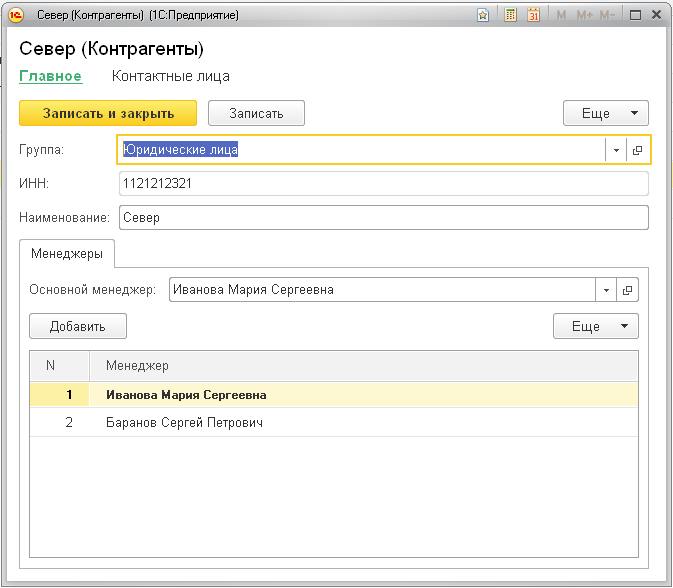 Север (Контрагенты) (1С:Предприятие)
31 M M+ M-
Север (Контрагенты)
Главное Контактные лица
Записать и закрыть Записать Еще
Группа: Юридические лица
ИНН: 1121212321
Наименование: Север
Менеджеры
Основной менеджер: Иванова Мария Сергеевна
Добавить Еще
N Менеджер
1 Иванова Мария Сергеевна
2 Баранов Сергей Петрович